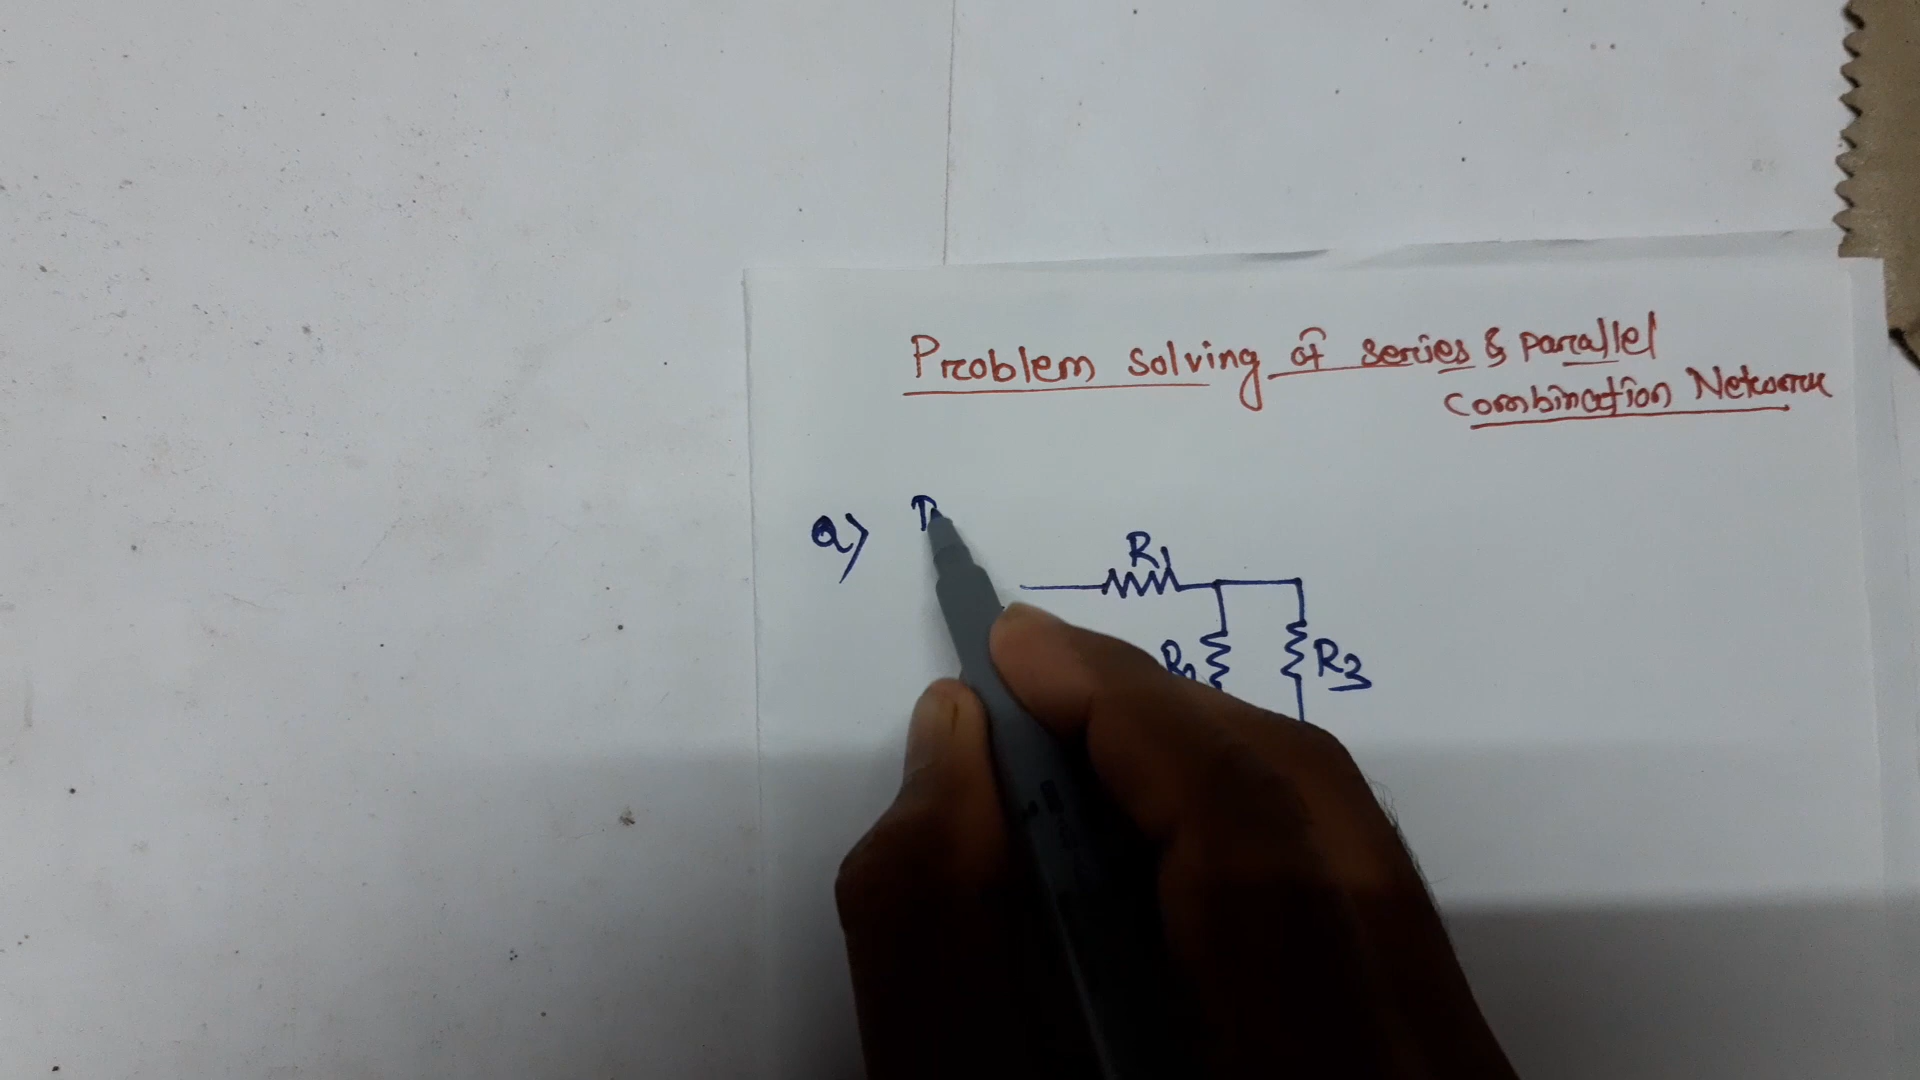 Problem solving of series & parallel
combination Network
Q)
R1
R3